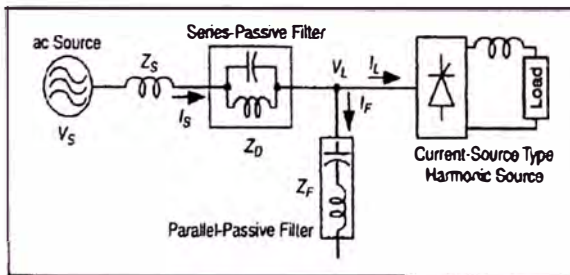 Series-Passive Filter
ac Source
Z_S
V_L
I_L
I_S
I_F
V_S
Z_D
Load
Current-Source Type
Harmonic Source
Z_F
Parallel-Passive Filter